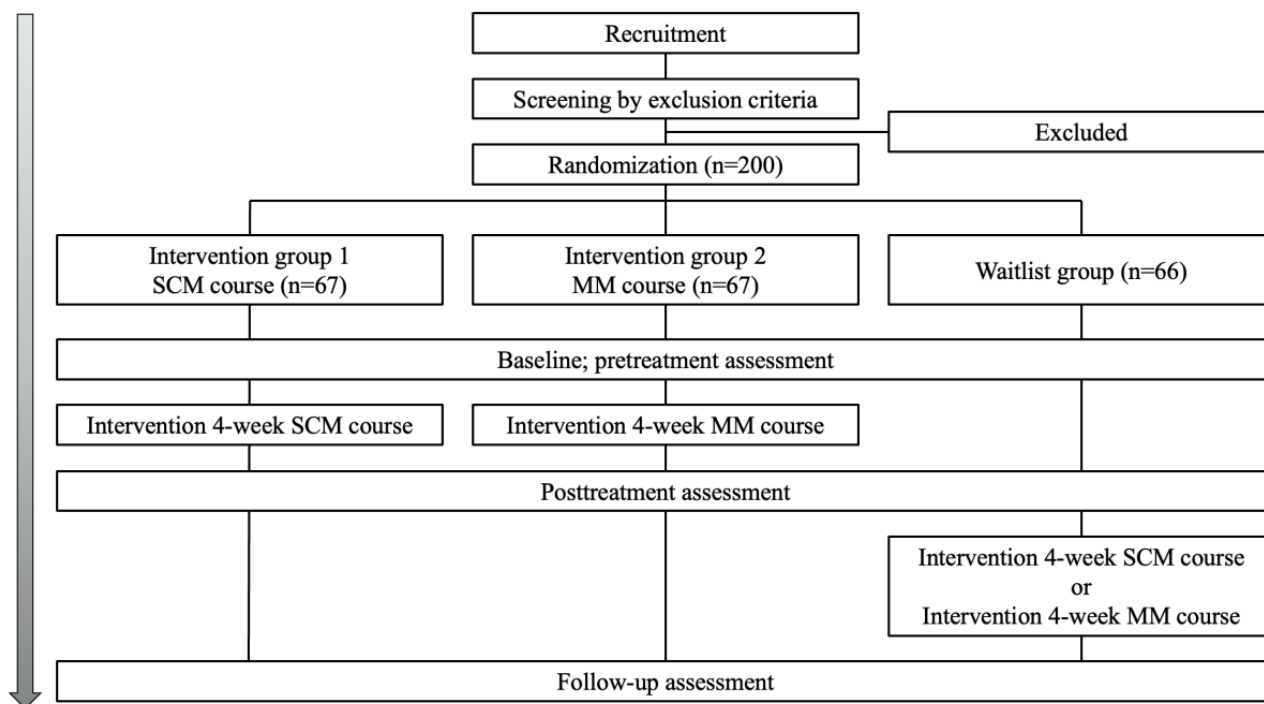 Recruitment
Screening by exclusion criteria
Excluded
Randomization (n=200)
Intervention group 1
SCM course (n=67)
Intervention group 2
MM course (n=67)
Waitlist group (n=66)
Baseline; pretreatment assessment
Intervention 4-week SCM course
Intervention 4-week MM course
Posttreatment assessment
Intervention 4-week SCM course
or
Intervention 4-week MM course
Follow-up assessment